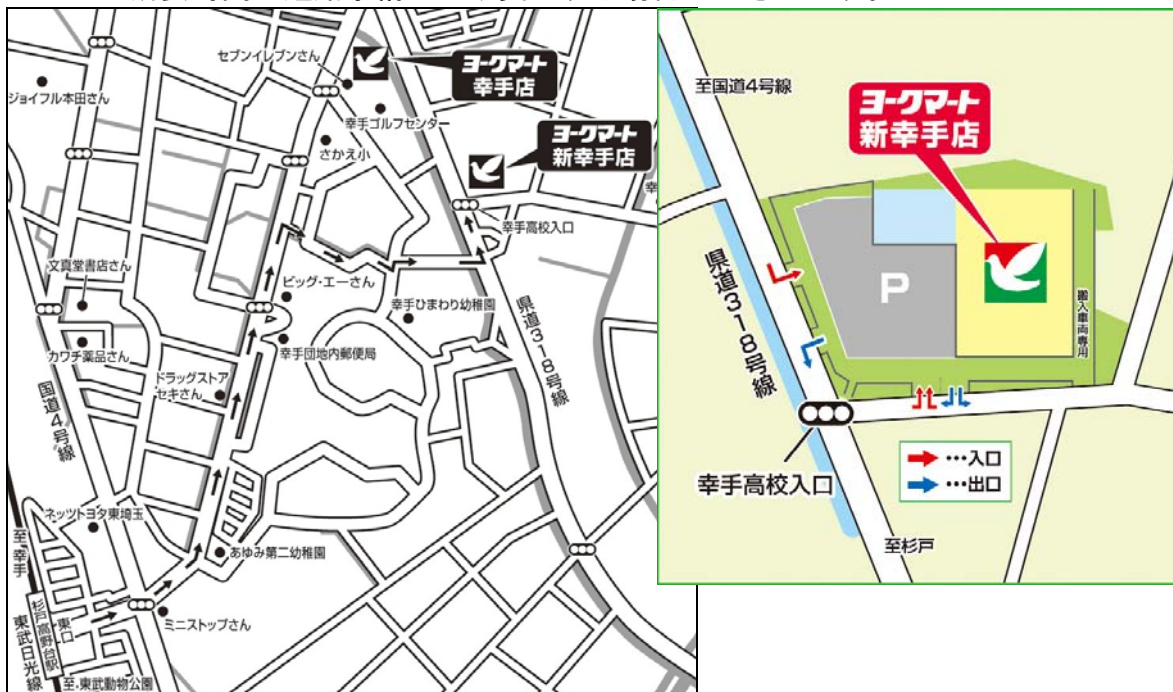 セブンイレブンさん
ヨークマート
幸手店
ジョイフル本田さん
幸手ゴルフセンター
さかえ小
ヨークマート
新幸手店
幸手高校入口
文真堂書店さん
ビッグ・エーさん
幸手ひまわり幼稚園
県道318号線
カワチ薬品さん
幸手団地内郵便局
ドラッグストア
セキさん
国道4号線
ネッツトヨタ東埼玉
至・幸手
あゆみ第二幼稚園
東口
杉戸高野台駅
東武日光線
ミニストップさん
至・東武動物公園
至国道4号線
ヨークマート
新幸手店
県道318号線
P
搬入車両専用
幸手高校入口
…入口
…出口
至杉戸